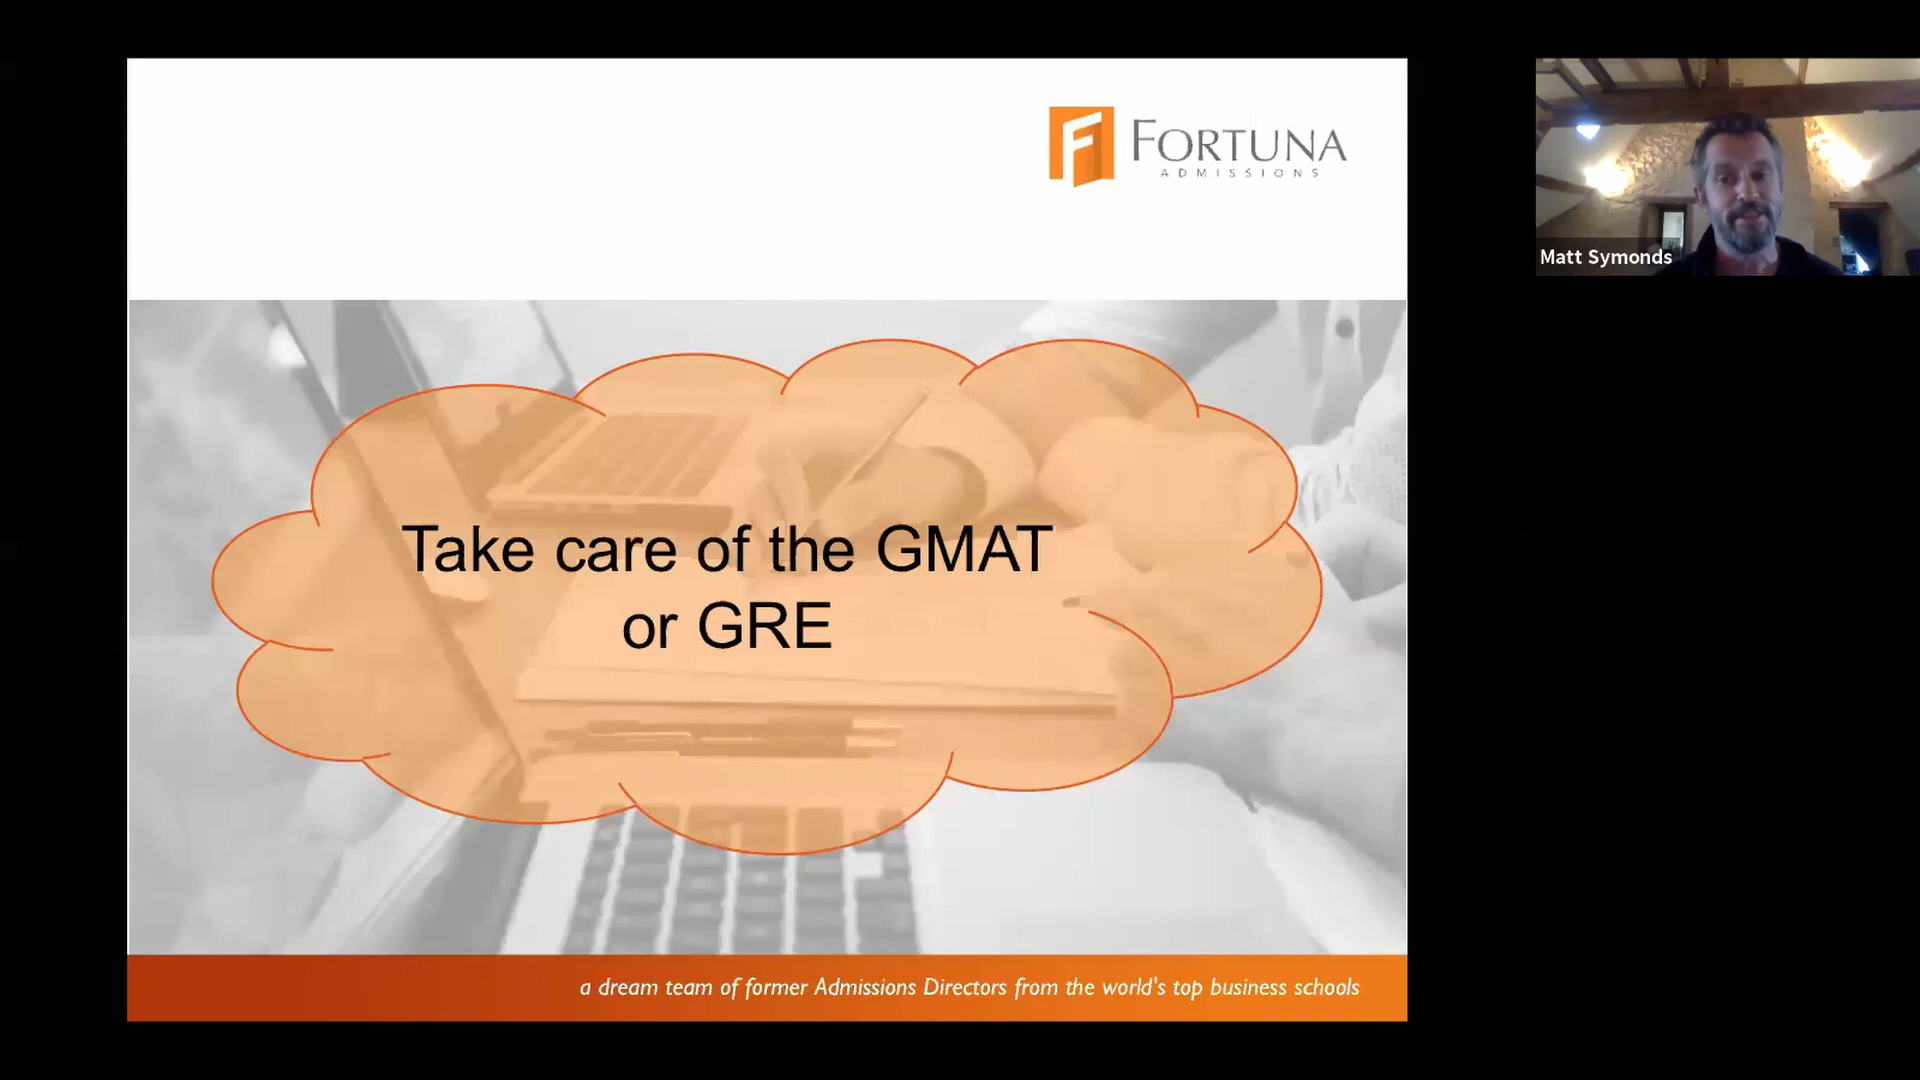 FORTUNA
ADMISSIONS
Matt Symonds
Take care of the GMAT
or GRE
a dream team of former Admissions Directors from the world's top business schools